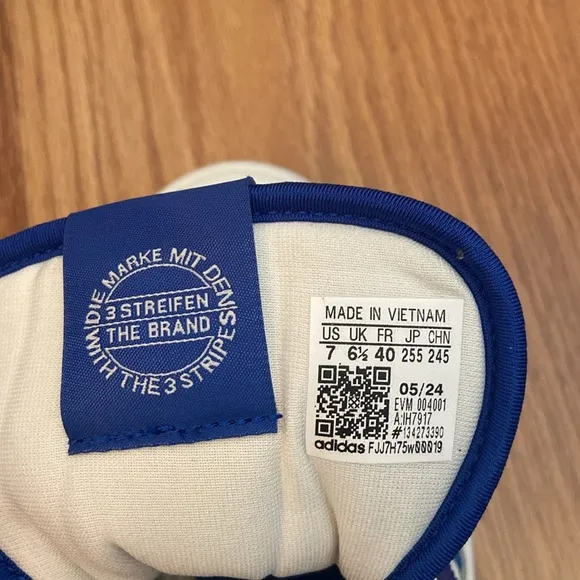 DIE MARKE MIT DEN
3 STREIFEN
THE BRAND
WITH THE 3 STRIPES
MADE IN VIETNAM
US UK FR JP CHN
7 6½ 40 255 245
05/24
EVM 004001
A:IH7917
#134273390
adidas FJJ7H75W00019